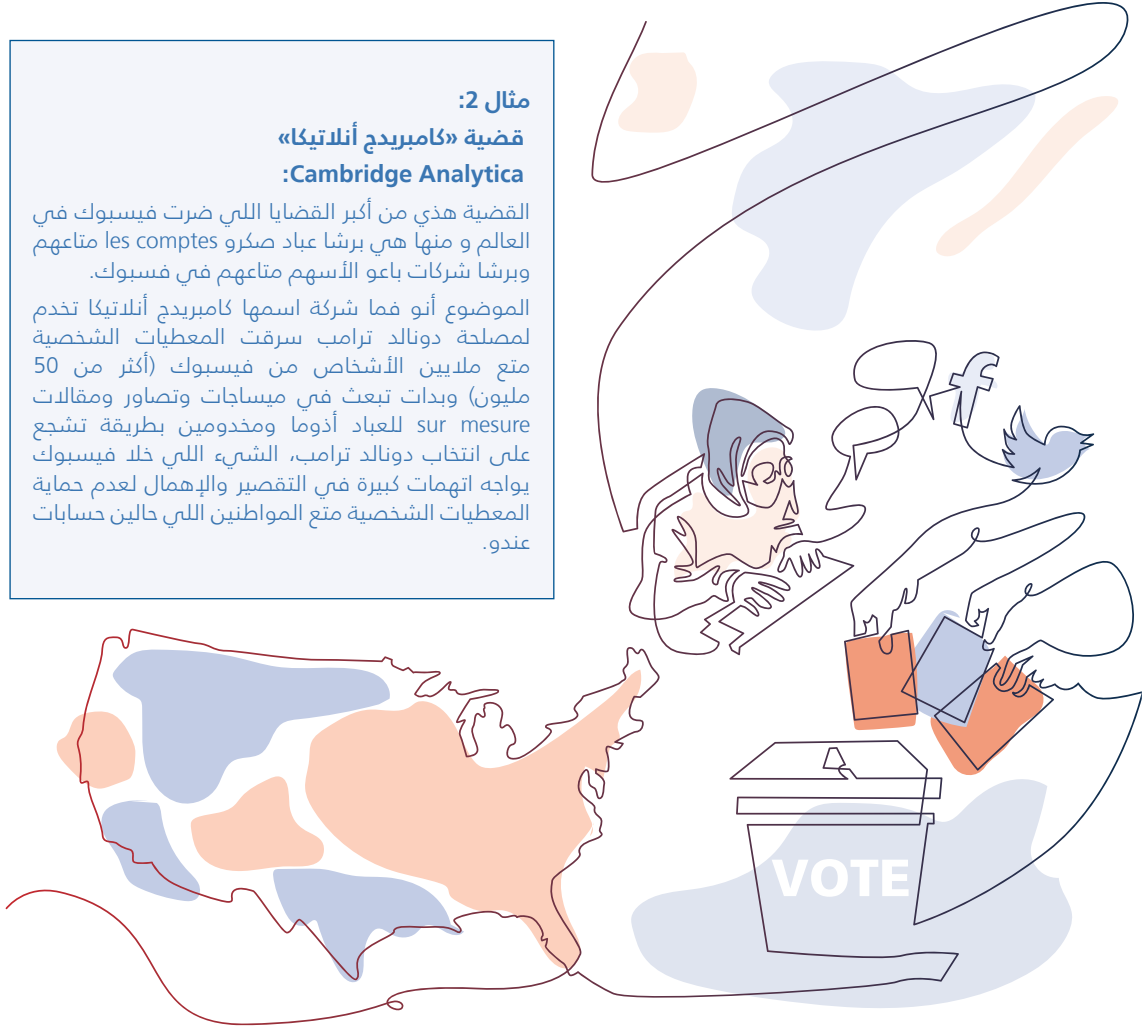 مثال 2:
قضية «كامبريدج أنلاتيكا»
Cambridge Analytica:
القضية هذي من أكبر القضايا اللي ضرت فيسبوك في
العالم و منها هي برشا عباد صكرو les comptes متاعهم
وبرشا شركات باعو الأسهم متاعهم في فسبوك.
الموضوع أنو فما شركة اسمها كامبريدج أنلاتيكا تخدم
لمصلحة دونالد ترامب سرقت المعطيات الشخصية
متع ملايين الأشخاص من فيسبوك (أكثر من 50
مليون) وبدات تبعث في ميساجات وتصاور ومقالات
sur mesure للعباد أذوما ومخدومين بطريقة تشجع
على انتخاب دونالد ترامب، الشيء اللي خلا فيسبوك
يواجه اتهمات كبيرة في التقصير والإهمال لعدم حماية
المعطيات الشخصية متع المواطنين اللي حالين حسابات
عندو.
f
VOTE